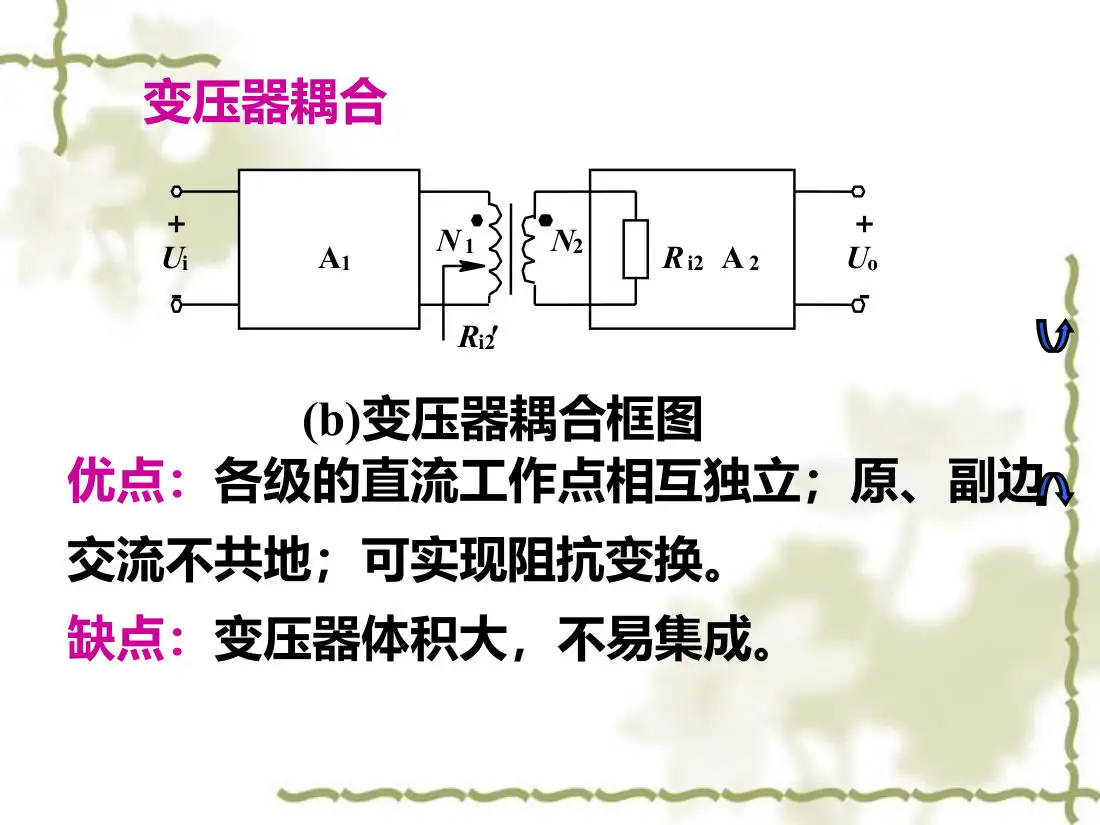 变压器耦合
+ +
N1 N2
Ui A1 Ri2 A2 Uo
- -
Ri2′
(b)变压器耦合框图
优点：各级的直流工作点相互独立；原、副边
交流不共地；可实现阻抗变换。
缺点：变压器体积大，不易集成。